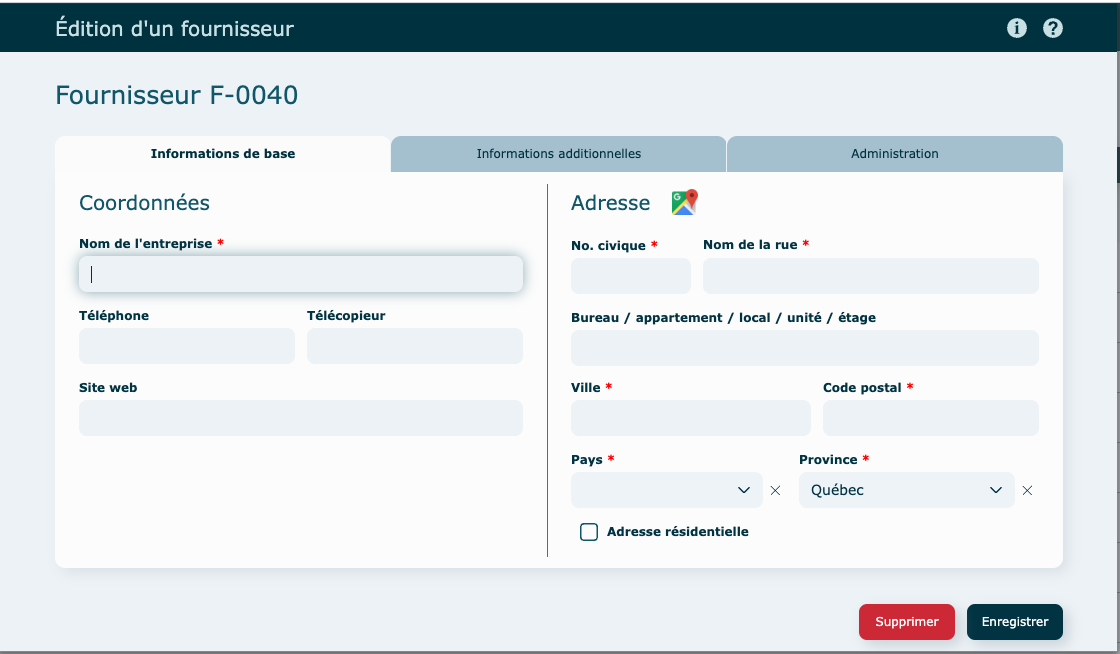 Édition d'un fournisseur
Fournisseur F-0040
Informations de base
Informations additionnelles
Administration
Coordonnées
Nom de l'entreprise *
Téléphone
Télécopieur
Site web
Adresse
No. civique *
Nom de la rue *
Bureau / appartement / local / unité / étage
Ville *
Code postal *
Pays *
Province *
Québec
Adresse résidentielle
Supprimer
Enregistrer